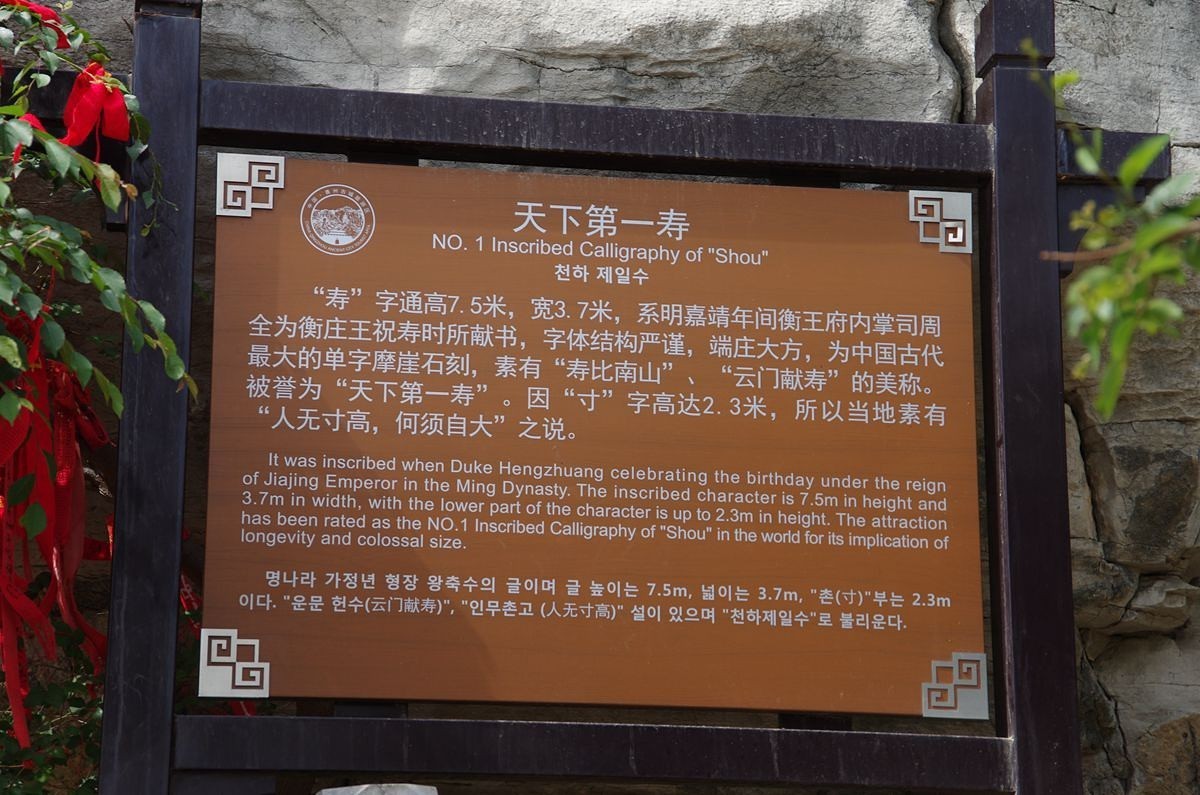 天下第一寿
NO. 1 Inscribed Calligraphy of "Shou"
천하 제일수
“寿”字通高7.5米，宽3.7米，系明嘉靖年间衡王府内掌司周
全为衡庄王祝寿时所献书，字体结构严谨，端庄大方，为中国古代
最大的单字摩崖石刻，素有“寿比南山”、“云门献寿”的美称。
被誉为“天下第一寿”。因“寸”字高达2.3米，所以当地素有
“人无寸高，何须自大”之说。
It was inscribed when Duke Hengzhuang celebrating the birthday under the reign
of Jiajing Emperor in the Ming Dynasty. The inscribed character is 7.5m in height and
3.7m in width, with the lower part of the character is up to 2.3m in height. The attraction
has been rated as the NO.1 Inscribed Calligraphy of "Shou" in the world for its implication of
longevity and colossal size.
명나라 가정년 형장 왕축수의 글이며 글 높이는 7.5m, 넓이는 3.7m, "촌(寸)"부는 2.3m
이다. "운문 헌수(云门献寿)", "인무촌고 (人无寸高)" 설이 있으며 "천하제일수"로 불리운다.